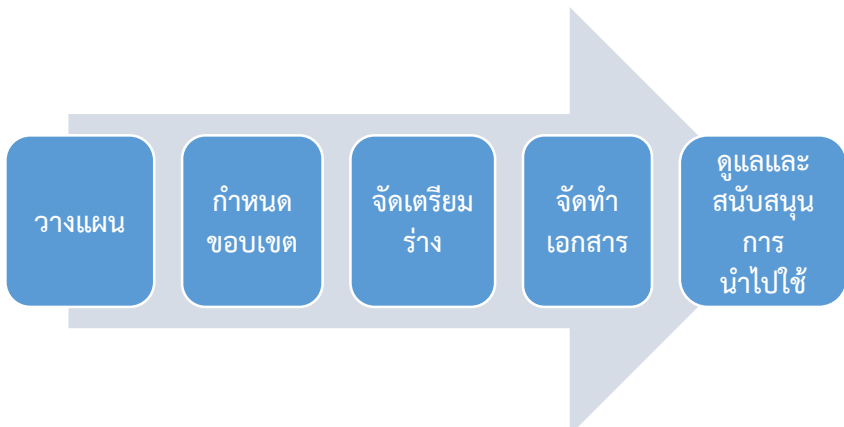 วางแผน
กำหนด
ขอบเขต
จัดเตรียม
ร่าง
จัดทำ
เอกสาร
ดูแลและ
สนับสนุน
การ
นำไปใช้